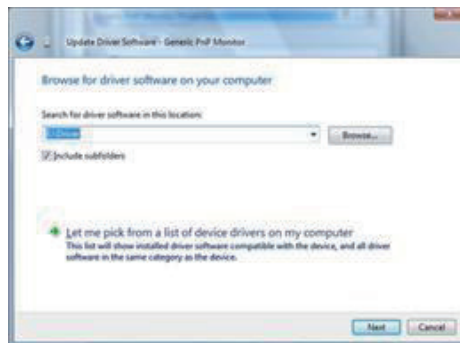 Update Driver Software - Generic PnP Monitor
Browse for driver software on your computer
Search for driver software in this location:
Browse...
Include subfolders
Let me pick from a list of device drivers on my computer
This list will show installed driver software compatible with the device, and all driver
software in the same category as the device.
Next Cancel